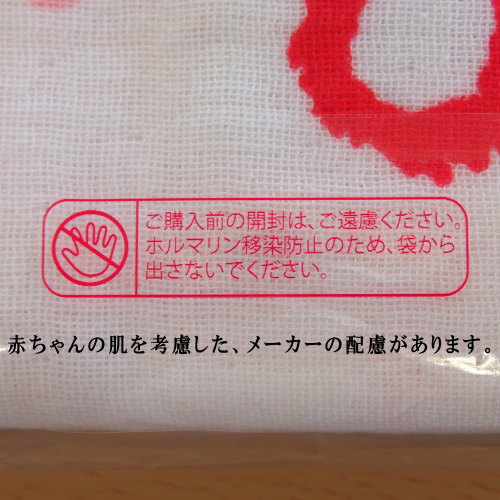 ご購入前の開封は、ご遠慮ください。
ホルマリン移染防止のため、袋から
出さないでください。
赤ちゃんの肌を考慮した、メーカーの配慮があります。